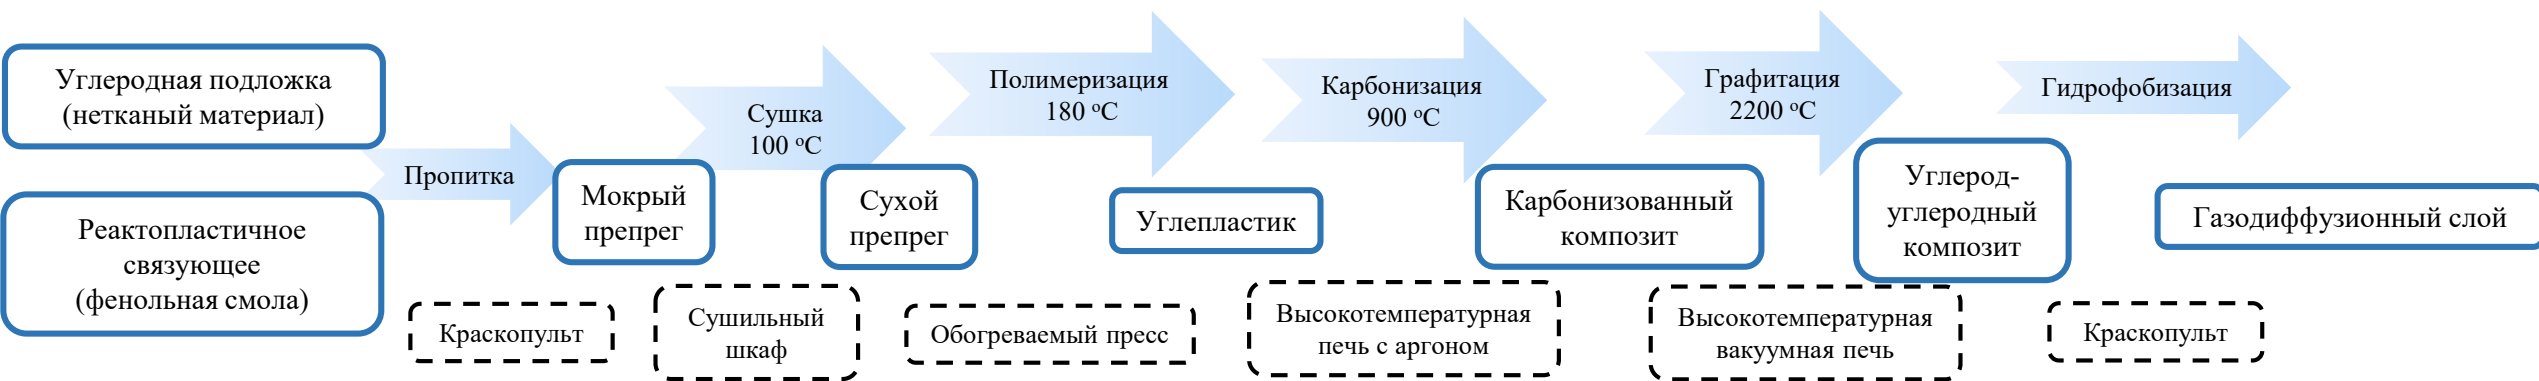 Углеродная подложка
(нетканый материал)
Реактопластичное
связующее
(фенольная смола)
Пропитка
Краскопульт
Мокрый
препрег
Сушка
100 °С
Сушильный
шкаф
Сухой
препрег
Полимеризация
180 °С
Обогреваемый пресс
Углепластик
Карбонизация
900 °С
Высокотемпературная
печь с аргоном
Карбонизованный
композит
Графитация
2200 °С
Высокотемпературная
вакуумная печь
Углерод-
углеродный
композит
Гидрофобизация
Краскопульт
Газодиффузионный слой